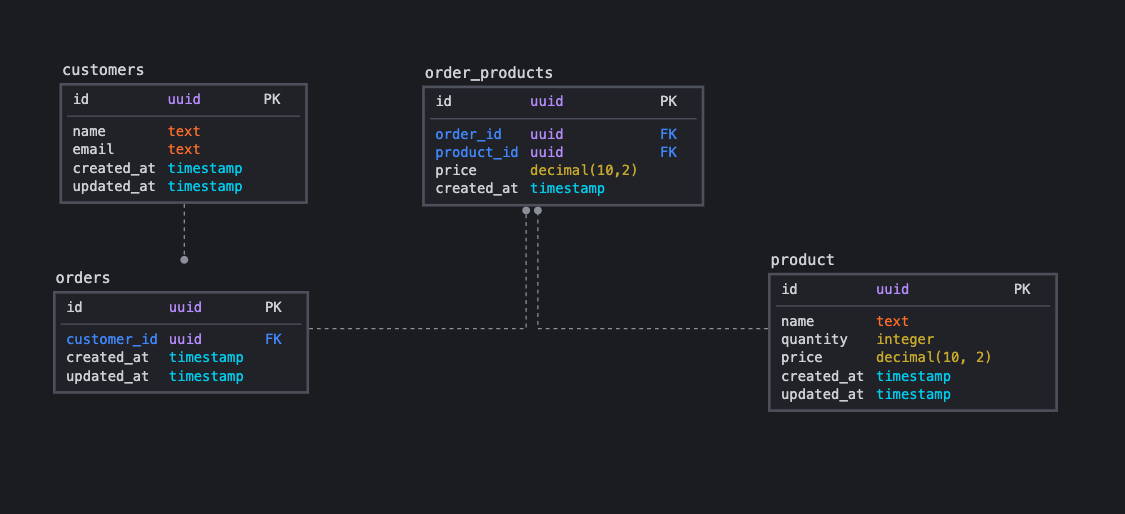 customers
id uuid PK
name text
email text
created_at timestamp
updated_at timestamp
order_products
id uuid PK
order_id uuid FK
product_id uuid FK
price decimal(10,2)
created_at timestamp
orders
id uuid PK
customer_id uuid FK
created_at timestamp
updated_at timestamp
product
id uuid PK
name text
quantity integer
price decimal(10, 2)
created_at timestamp
updated_at timestamp